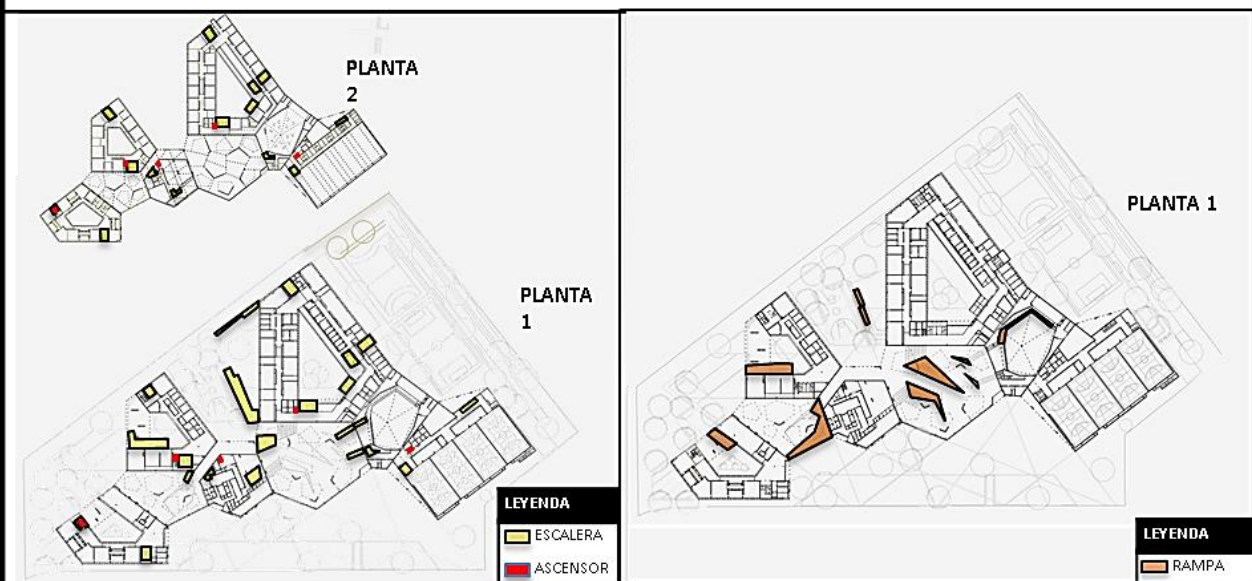 PLANTA
2
PLANTA
1
LEYENDA
ESCALERA
ASCENSOR
PLANTA 1
LEYENDA
RAMPA